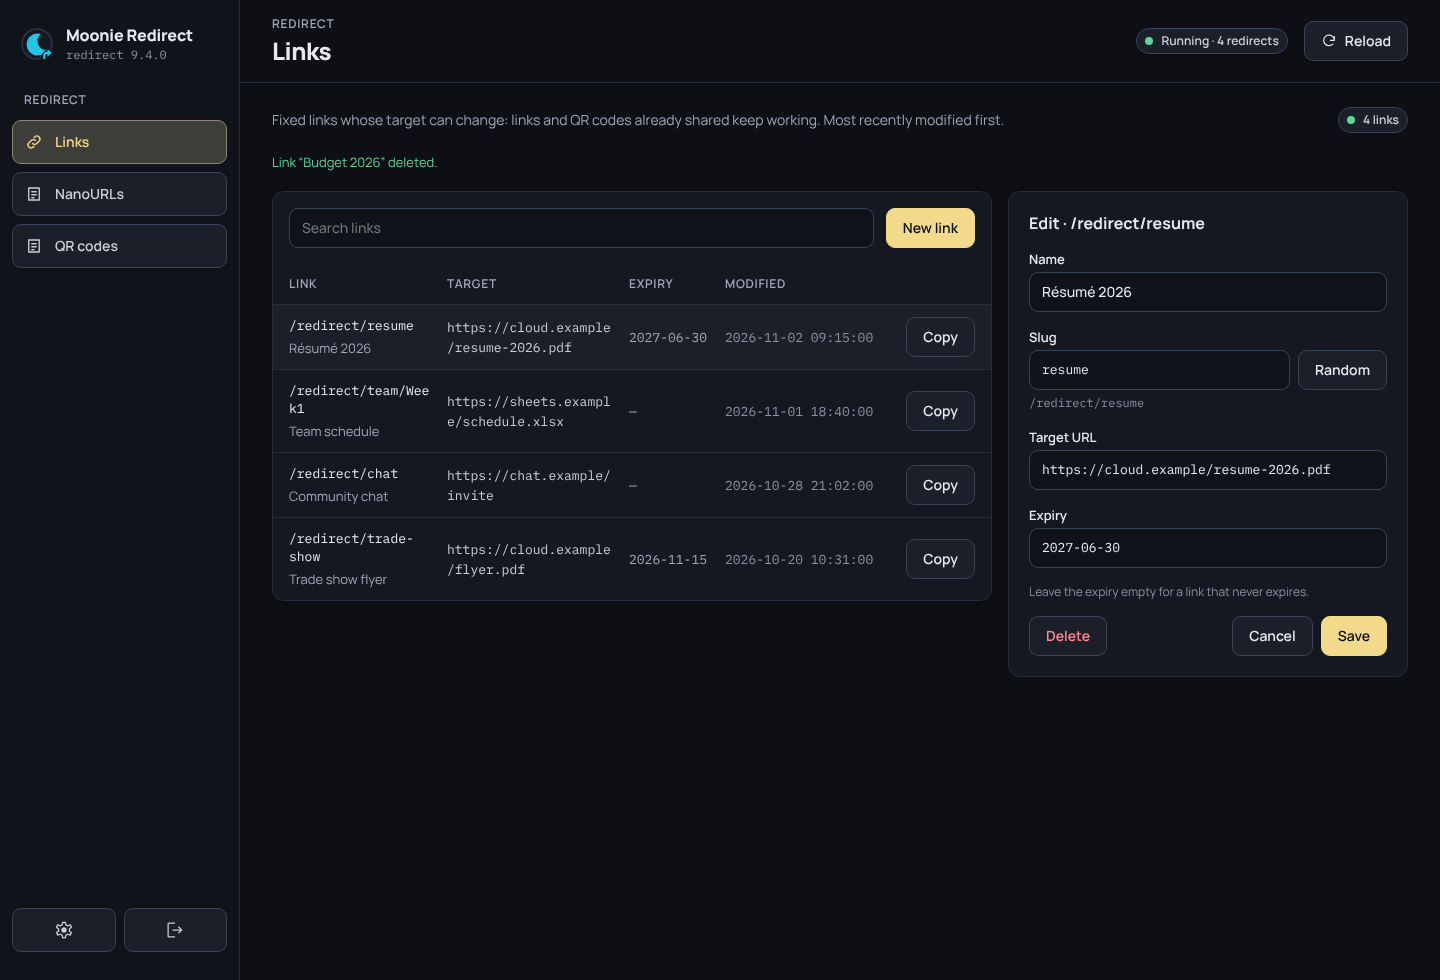 Moonie Redirect
redirect 9.4.0
REDIRECT
Links
NanoURLs
QR codes
REDIRECT
Links
Running · 4 redirects
Reload
Fixed links whose target can change: links and QR codes already shared keep working. Most recently modified first.
4 links
Link “Budget 2026” deleted.
Search links
New link
LINK TARGET EXPIRY MODIFIED
/redirect/resume
Résumé 2026
https://cloud.example
/resume-2026.pdf
2027-06-30
2026-11-02 09:15:00
Copy
/redirect/team/Wee
k1
Team schedule
https://sheets.exampl
e/schedule.xlsx
—
2026-11-01 18:40:00
Copy
/redirect/chat
Community chat
https://chat.example/
invite
—
2026-10-28 21:02:00
Copy
/redirect/trade-
show
Trade show flyer
https://cloud.example
/flyer.pdf
2026-11-15
2026-10-20 10:31:00
Copy
Edit · /redirect/resume
Name
Résumé 2026
Slug
resume
Random
/redirect/resume
Target URL
https://cloud.example/resume-2026.pdf
Expiry
2027-06-30
Leave the expiry empty for a link that never expires.
Delete
Cancel
Save